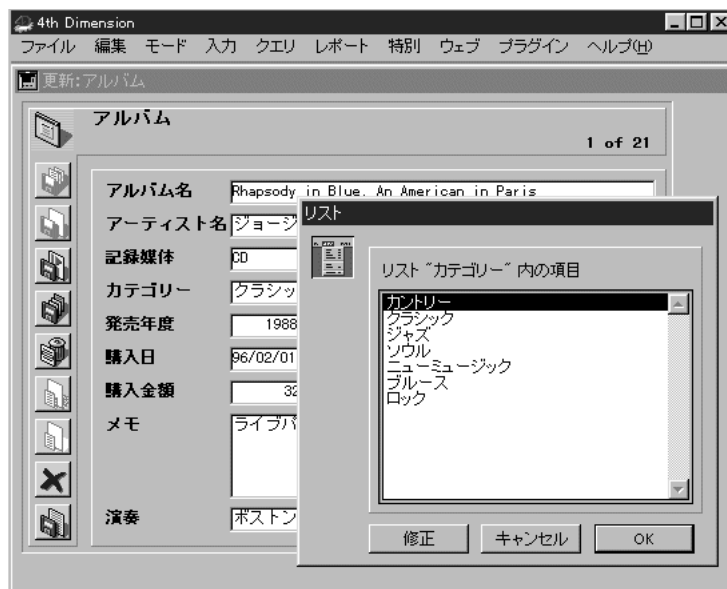 4th Dimension
ファイル 編集 モード 入力 クエリ レポート 特別 ウェブ プラグイン ヘルプ(H)
更新:アルバム
アルバム
1 of 21
アルバム名 Rhapsody in Blue. An American in Paris
アーティスト名 ジョージ
記録媒体 CD
カテゴリー クラシッ
発売年度 1988
購入日 96/02/01
購入金額 32
メモ ライブパ
演奏 ボストン
リスト
リスト “カテゴリー” 内の項目
カントリー
クラシック
ジャズ
ソウル
ニューミュージック
ブルース
ロック
修正 キャンセル OK